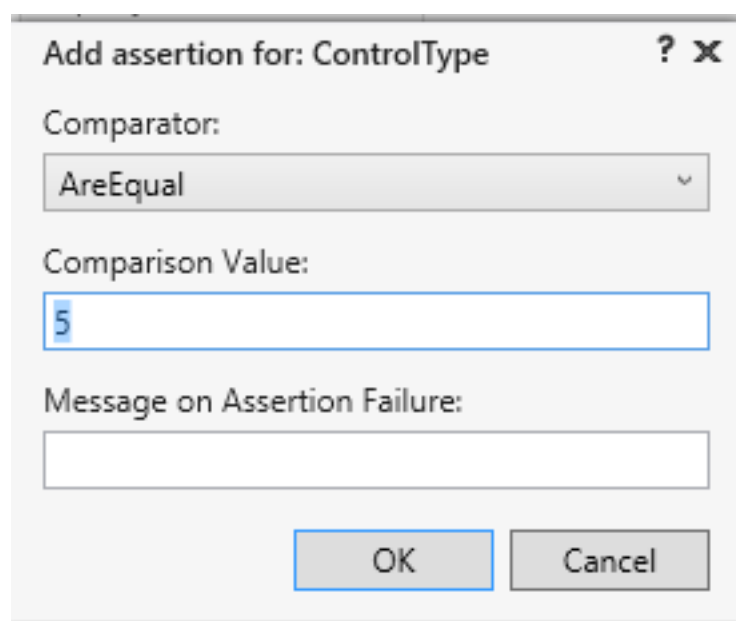 Add assertion for: ControlType ?
Comparator:
AreEqual
Comparison Value:
5
Message on Assertion Failure:
OK Cancel